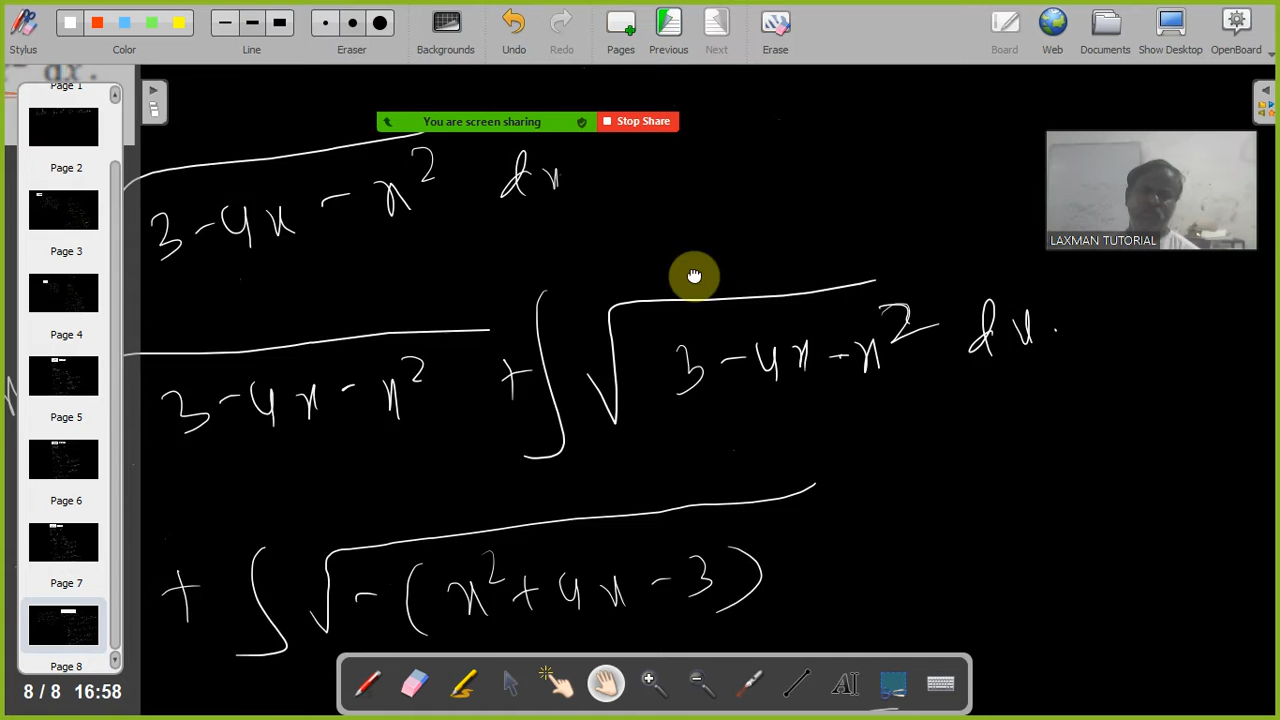 Stylus
Color
Line
Eraser
Backgrounds
Undo
Redo
Pages
Previous
Next
Erase
Board
Web
Documents
Show Desktop
OpenBoard
dx.
You are screen sharing
Stop Share
Page 1
Page 2
Page 3
Page 4
Page 5
Page 6
Page 7
Page 8
8 / 8 16:58
LAXMAN TUTORIAL
3 - 4x - x² dx
3 - 4x - x² + ∫ √ 3 - 4x - x² dx.
+ ∫ √ - (x² + 4x - 3)
AI